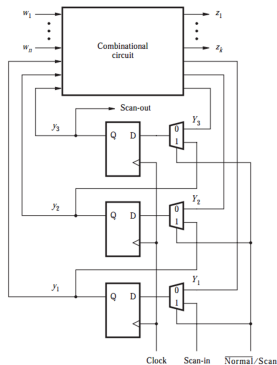 w1 z1
Combinational
circuit
wn zk
Scan-out
Y3
y3 Q D 0
1
Y2
y2 Q D 0
1
Y1
y1 Q D 0
1
Clock Scan-in Normal/Scan